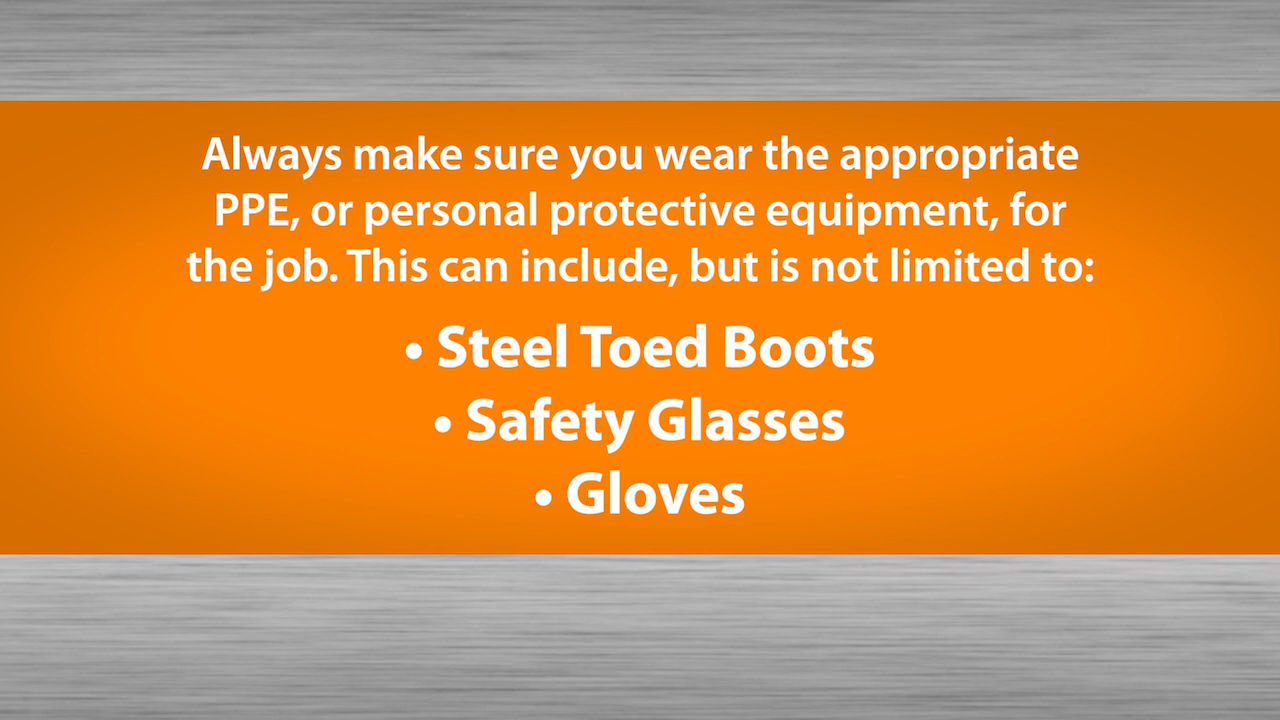 Always make sure you wear the appropriate
PPE, or personal protective equipment, for
the job. This can include, but is not limited to:
• Steel Toed Boots
• Safety Glasses
• Gloves